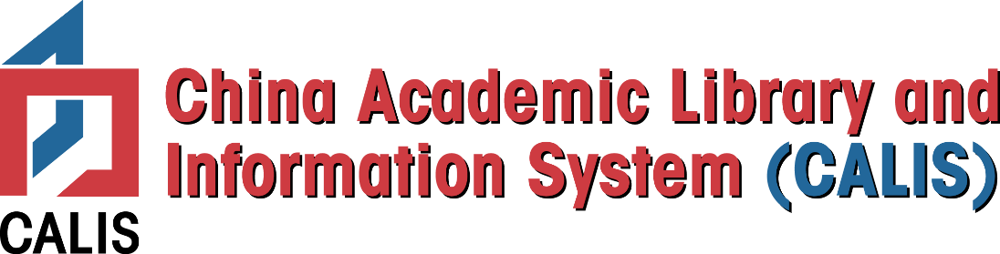 China Academic Library and
Information System (CALIS)
CALIS